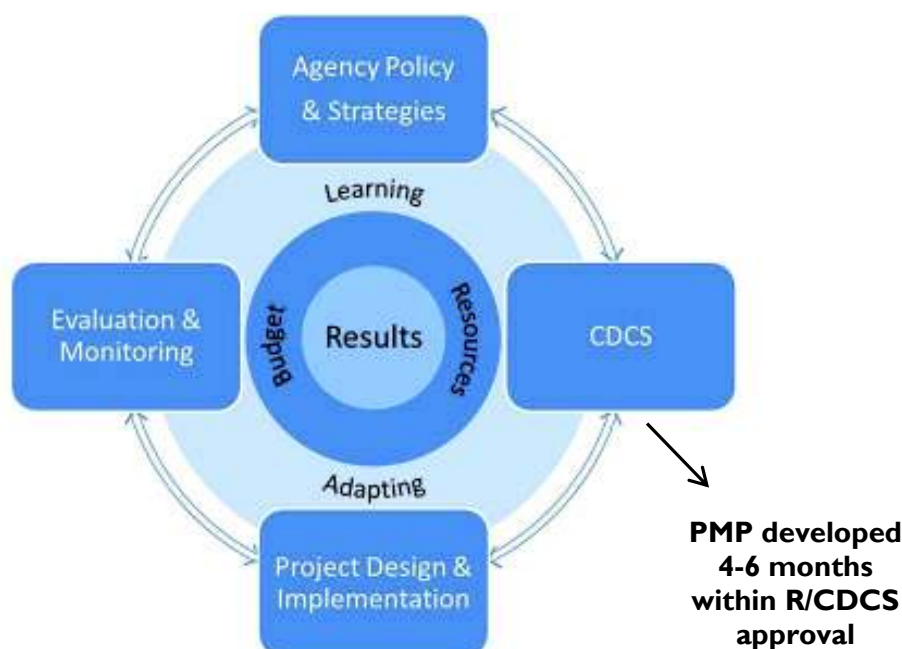 Agency Policy
& Strategies
Learning
Evaluation &
Monitoring
Budget
Results
Resources
CDCS
Adapting
Project Design &
Implementation
PMP developed
4-6 months
within R/CDCS
approval